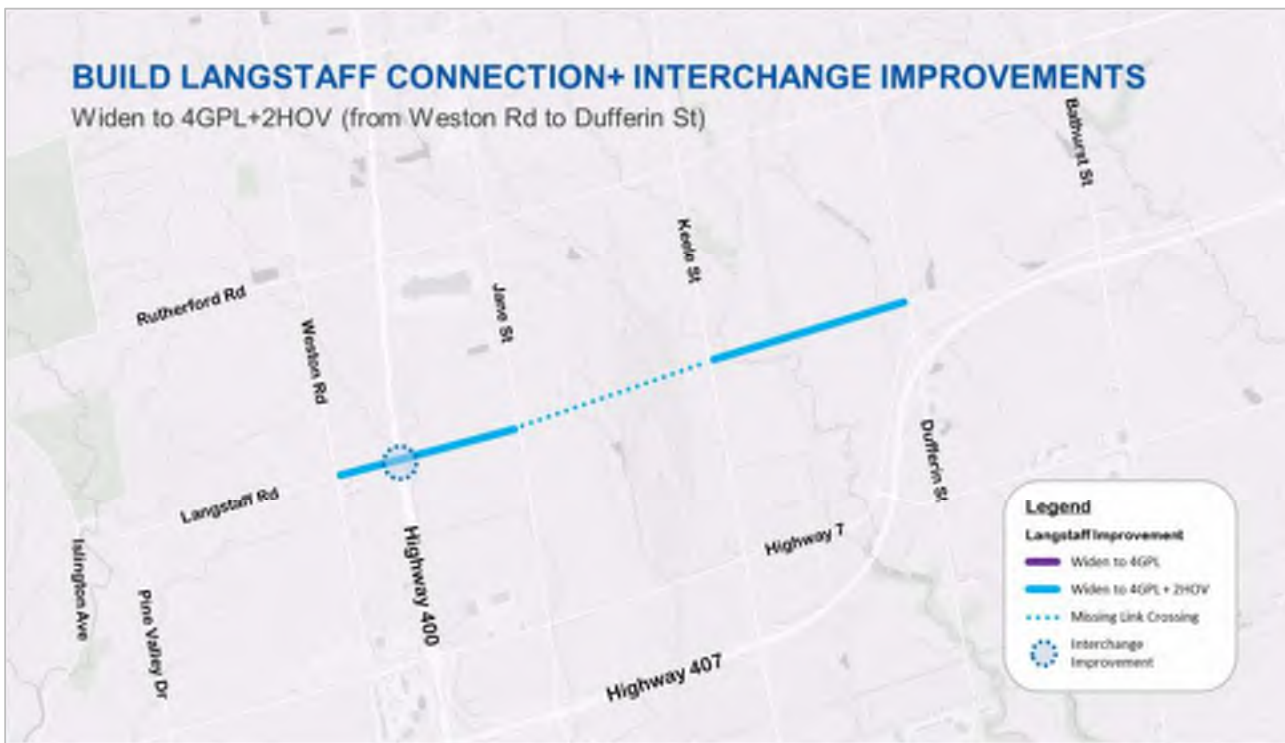 BUILD LANGSTAFF CONNECTION+ INTERCHANGE IMPROVEMENTS
Widen to 4GPL+2HOV (from Weston Rd to Dufferin St)
Bathurst St
Keele St
Rutherford Rd
Jane St
Weston Rd
Dufferin St
Langstaff Rd
Highway 7
Highway 400
Islington Ave
Pine Valley Dr
Highway 407
Legend
Langstaff Improvement
Widen to 4GPL
Widen to 4GPL + 2HOV
Missing Link Crossing
Interchange
Improvement